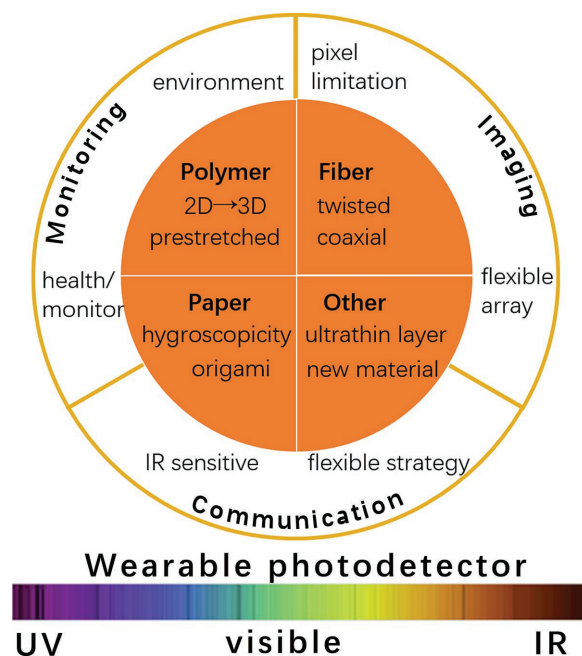 environment
pixel
limitation
Monitoring
Imaging
Polymer
2D→3D
prestretched
Fiber
twisted
coaxial
health/
monitor
flexible
array
Paper
hygroscopicity
origami
Other
ultrathin layer
new material
IR sensitive
flexible strategy
Communication
Wearable photodetector
UV visible IR